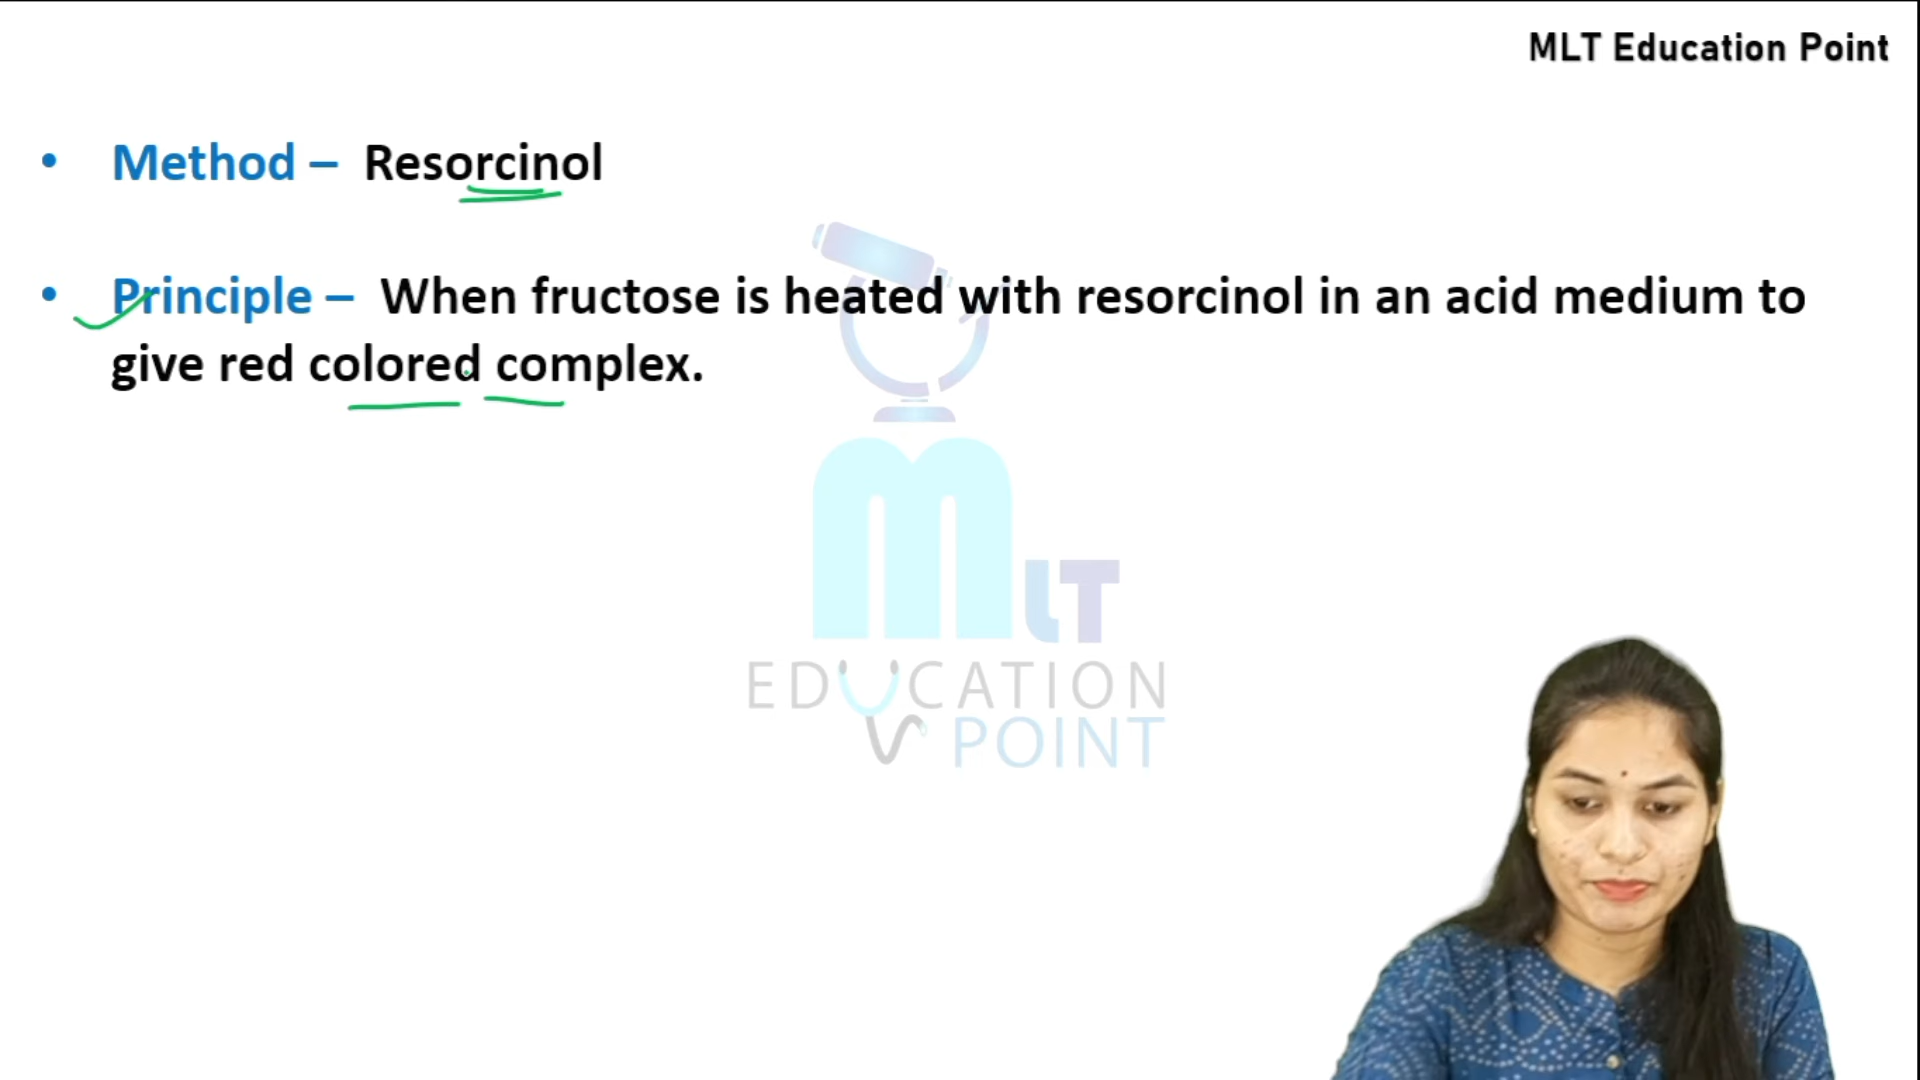 MLT Education Point
• Method – Resorcinol
• Principle – When fructose is heated with resorcinol in an acid medium to
give red colored complex.
MLT
EDUCATION
POINT